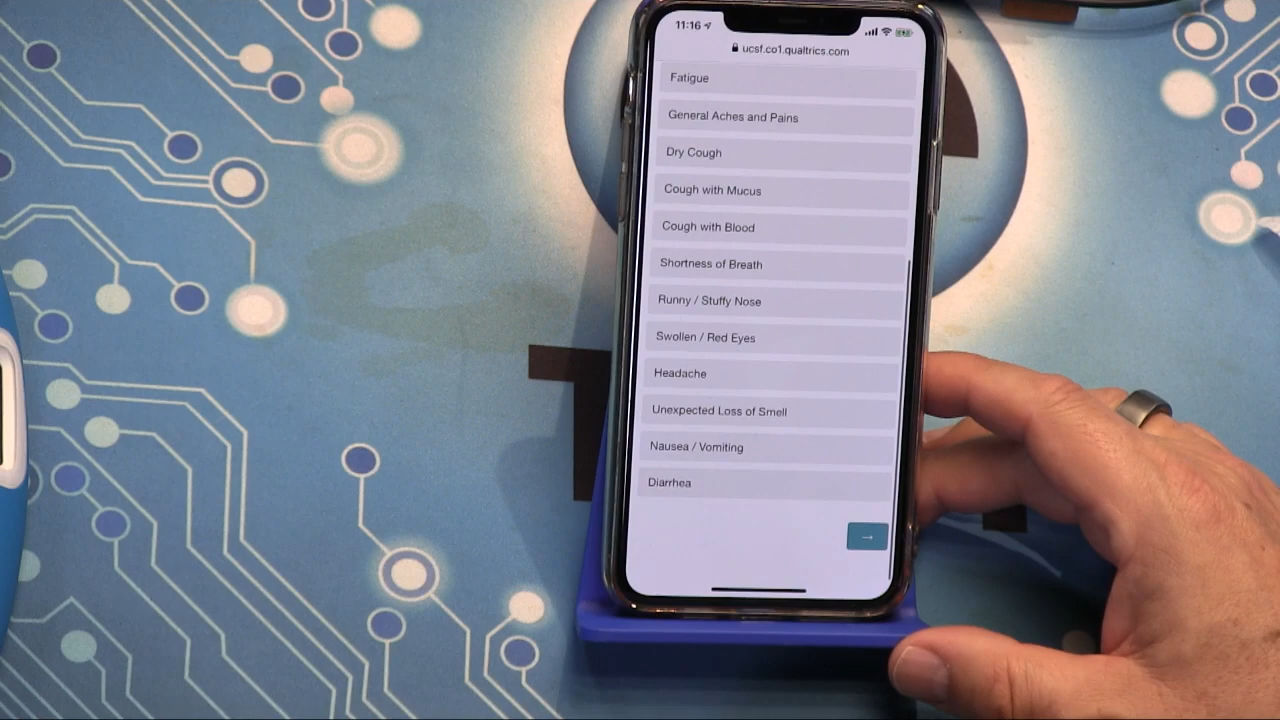 11:16
ucsf.co1.qualtrics.com
Fatigue
General Aches and Pains
Dry Cough
Cough with Mucus
Cough with Blood
Shortness of Breath
Runny / Stuffy Nose
Swollen / Red Eyes
Headache
Unexpected Loss of Smell
Nausea / Vomiting
Diarrhea
→